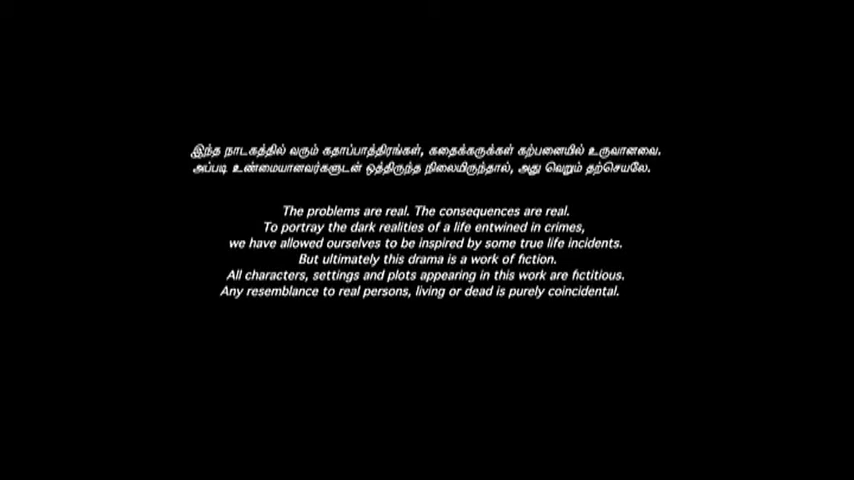 இந்த நாடகத்தில் வரும் கதாப்பாத்திரங்கள், கதைக்கருக்கள் கற்பனையில் உருவானவை.
அப்படி உண்மையானவர்களுடன் ஒத்திருந்த நிலையிருந்தால், அது வெறும் தற்செயலே.
The problems are real. The consequences are real.
To portray the dark realities of a life entwined in crimes,
we have allowed ourselves to be inspired by some true life incidents.
But ultimately this drama is a work of fiction.
All characters, settings and plots appearing in this work are fictitious.
Any resemblance to real persons, living or dead is purely coincidental.